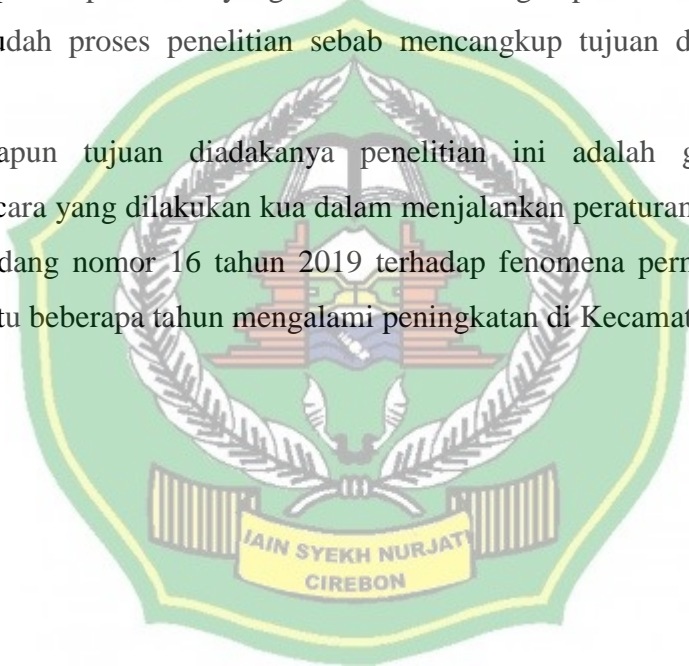 udah proses penelitian sebab mencangkup tujuan d
apun tujuan diadakanya penelitian ini adalah g
cara yang dilakukan kua dalam menjalankan peraturan
dang nomor 16 tahun 2019 terhadap fenomena pern
tu beberapa tahun mengalami peningkatan di Kecamat
IAIN SYEKH NURJATI
CIREBON